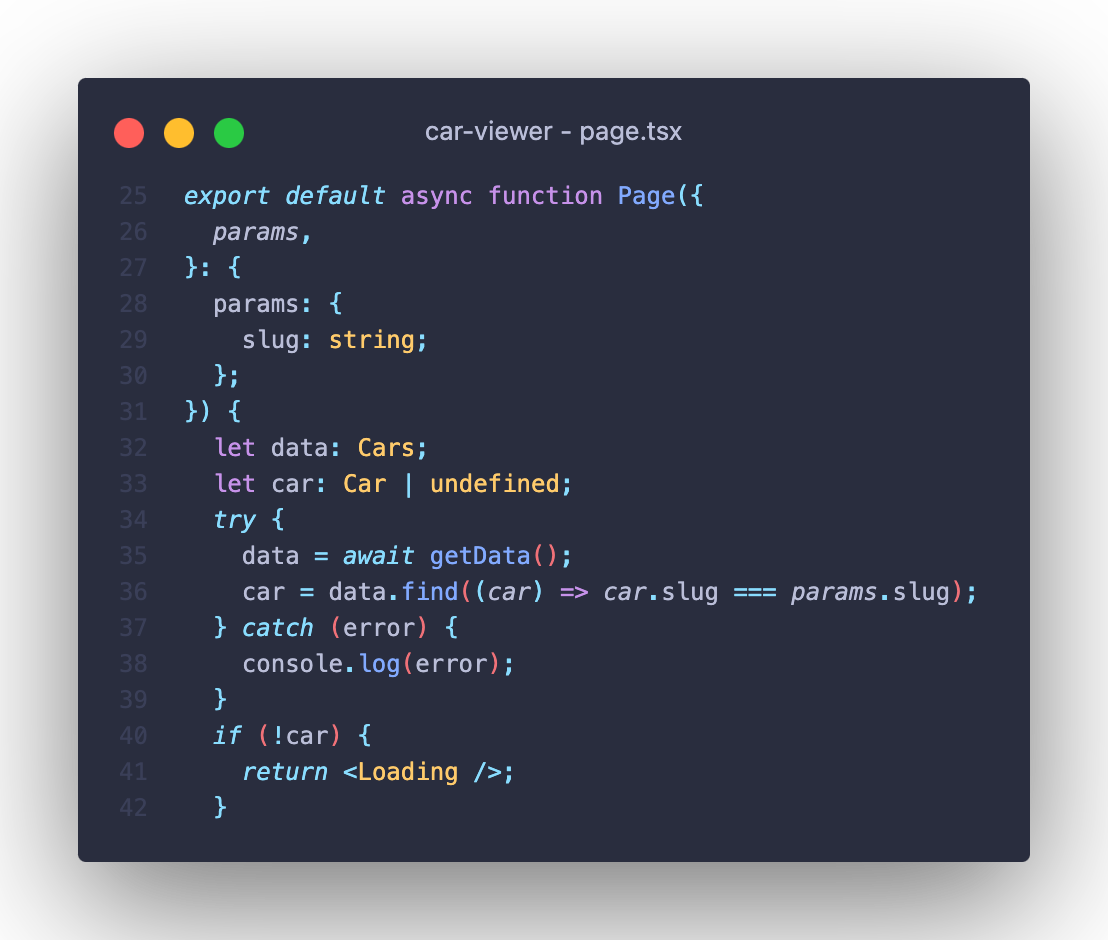 car-viewer - page.tsx
25 export default async function Page({
26   params,
27 }: {
28   params: {
29     slug: string;
30   };
31 }) {
32   let data: Cars;
33   let car: Car | undefined;
34   try {
35     data = await getData();
36     car = data.find((car) => car.slug === params.slug);
37   } catch (error) {
38     console.log(error);
39   }
40   if (!car) {
41     return <Loading />;
42   }